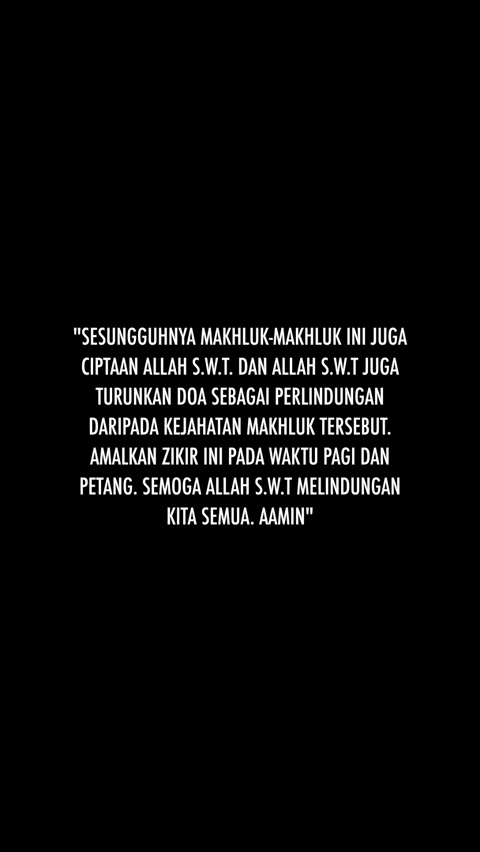 "SESUNGGUHNYA MAKHLUK-MAKHLUK INI JUGA
CIPTAAN ALLAH S.W.T. DAN ALLAH S.W.T JUGA
TURUNKAN DOA SEBAGAI PERLINDUNGAN
DARIPADA KEJAHATAN MAKHLUK TERSEBUT.
AMALKAN ZIKIR INI PADA WAKTU PAGI DAN
PETANG. SEMOGA ALLAH S.W.T MELINDUNGAN
KITA SEMUA. AAMIN"